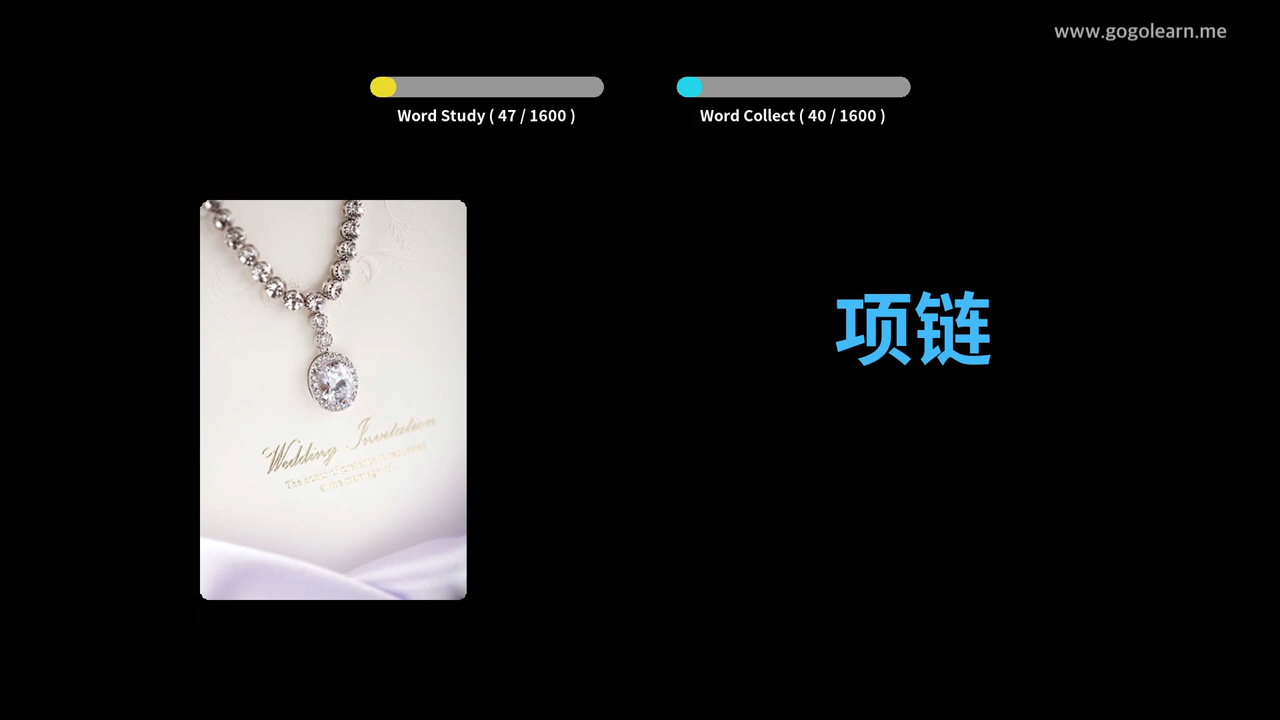 www.gogolearn.me
Word Study ( 47 / 1600 )
Word Collect ( 40 / 1600 )
项链
Wedding Invitation